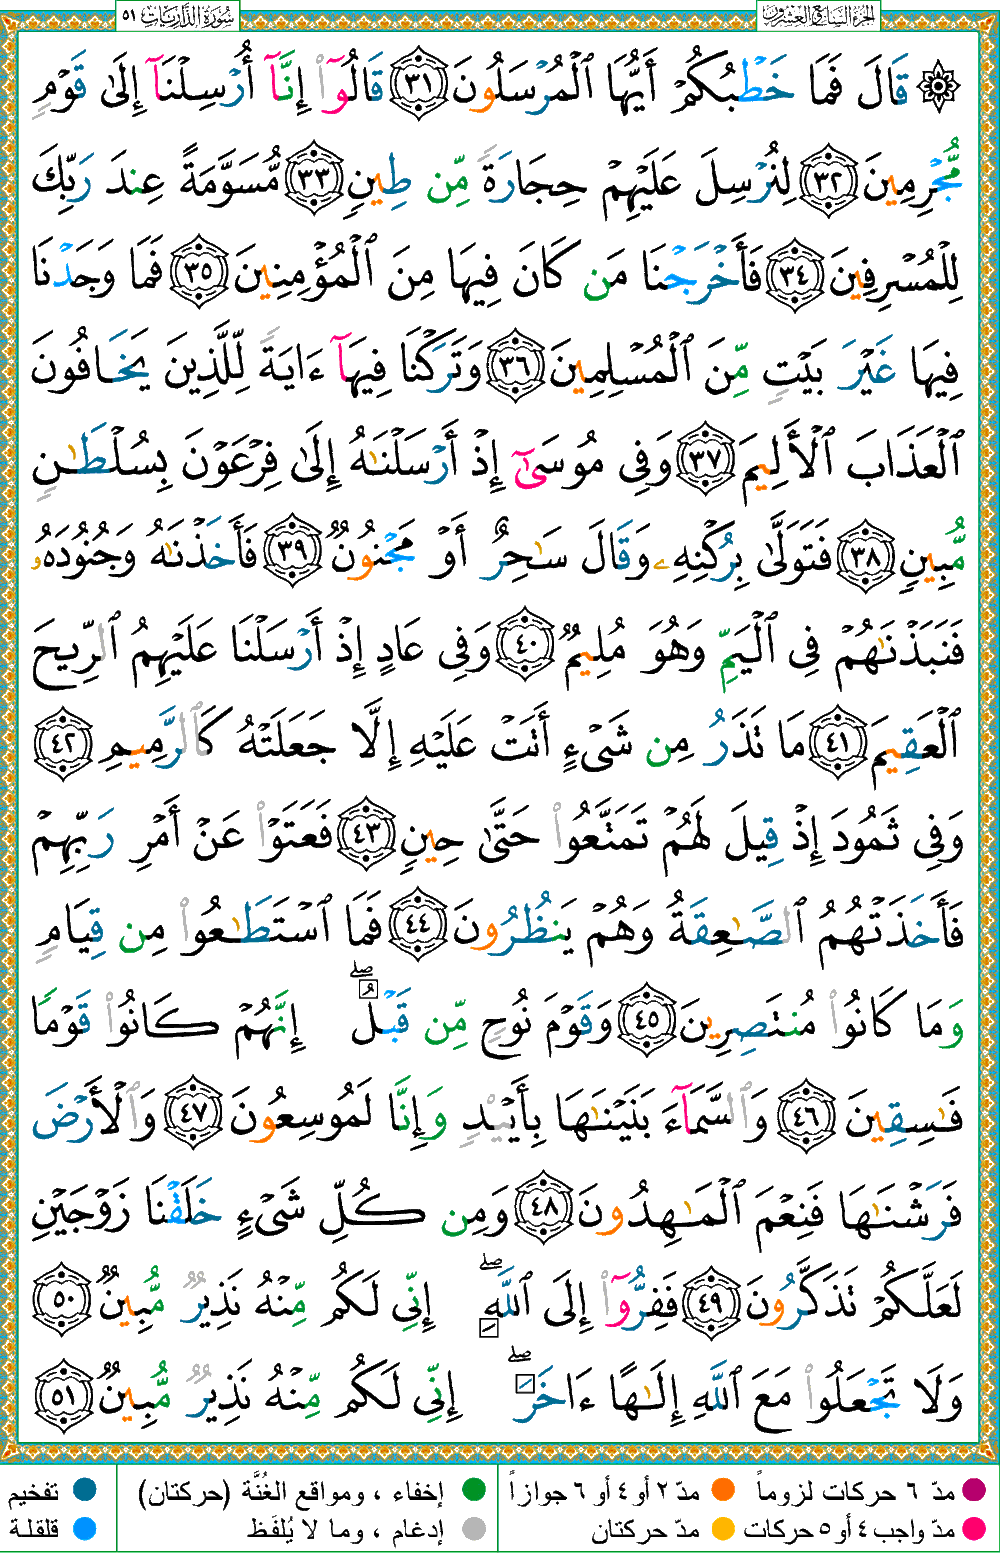 الجزء السابع والعشرون
سورة الذاريات ٥١
۞ قَالَ فَمَا خَطْبُكُمْ أَيُّهَا ٱلْمُرْسَلُونَ ٣١ قَالُوٓا۟ إِنَّآ أُرْسِلْنَآ إِلَىٰ قَوْمٍ
مُّجْرِمِينَ ٣٢ لِنُرْسِلَ عَلَيْهِمْ حِجَارَةً مِّن طِينٍ ٣٣ مُّسَوَّمَةً عِندَ رَبِّكَ
لِلْمُسْرِفِينَ ٣٤ فَأَخْرَجْنَا مَن كَانَ فِيهَا مِنَ ٱلْمُؤْمِنِينَ ٣٥ فَمَا وَجَدْنَا
فِيهَا غَيْرَ بَيْتٍ مِّنَ ٱلْمُسْلِمِينَ ٣٦ وَتَرَكْنَا فِيهَآ ءَايَةً لِّلَّذِينَ يَخَافُونَ
ٱلْعَذَابَ ٱلْأَلِيمَ ٣٧ وَفِى مُوسَىٰٓ إِذْ أَرْسَلْنَـٰهُ إِلَىٰ فِرْعَوْنَ بِسُلْطَـٰنٍ
مُّبِينٍ ٣٨ فَتَوَلَّىٰ بِرُكْنِهِۦ وَقَالَ سَـٰحِرٌ أَوْ مَجْنُونٌ ٣٩ فَأَخَذْنَـٰهُ وَجُنُودَهُۥ
فَنَبَذْنَـٰهُمْ فِى ٱلْيَمِّ وَهُوَ مُلِيمٌ ٤٠ وَفِى عَادٍ إِذْ أَرْسَلْنَا عَلَيْهِمُ ٱلرِّيحَ
ٱلْعَقِيمَ ٤١ مَا تَذَرُ مِن شَىْءٍ أَتَتْ عَلَيْهِ إِلَّا جَعَلَتْهُ كَٱلرَّمِيمِ ٤٢
وَفِى ثَمُودَ إِذْ قِيلَ لَهُمْ تَمَتَّعُوا۟ حَتَّىٰ حِينٍ ٤٣ فَعَتَوْا۟ عَنْ أَمْرِ رَبِّهِمْ
فَأَخَذَتْهُمُ ٱلصَّـٰعِقَةُ وَهُمْ يَنظُرُونَ ٤٤ فَمَا ٱسْتَطَـٰعُوا۟ مِن قِيَامٍ
وَمَا كَانُوا۟ مُنتَصِرِينَ ٤٥ وَقَوْمَ نُوحٍ مِّن قَبْلُ ۖ إِنَّهُمْ كَانُوا۟ قَوْمًا
فَـٰسِقِينَ ٤٦ وَٱلسَّمَآءَ بَنَيْنَـٰهَا بِأَيْي۟دٍ وَإِنَّا لَمُوسِعُونَ ٤٧ وَٱلْأَرْضَ
فَرَشْنَـٰهَا فَنِعْمَ ٱلْمَـٰهِدُونَ ٤٨ وَمِن كُلِّ شَىْءٍ خَلَقْنَا زَوْجَيْنِ
لَعَلَّكُمْ تَذَكَّرُونَ ٤٩ فَفِرُّوٓا۟ إِلَى ٱللَّهِ ۖ إِنِّى لَكُم مِّنْهُ نَذِيرٌ مُّبِينٌ ٥٠
وَلَا تَجْعَلُوا۟ مَعَ ٱللَّهِ إِلَـٰهًا ءَاخَرَ ۖ إِنِّى لَكُم مِّنْهُ نَذِيرٌ مُّبِينٌ ٥١
مدّ ٦ حركات لزوماً مدّ ٢ أو ٤ أو ٦ جوازاً إخفاء ، ومواقع الغُنَّة (حركتان) تفخيم
مدّ واجب ٤ أو ٥ حركات مدّ حركتان إدغام ، وما لا يُلفَظ قلقلة